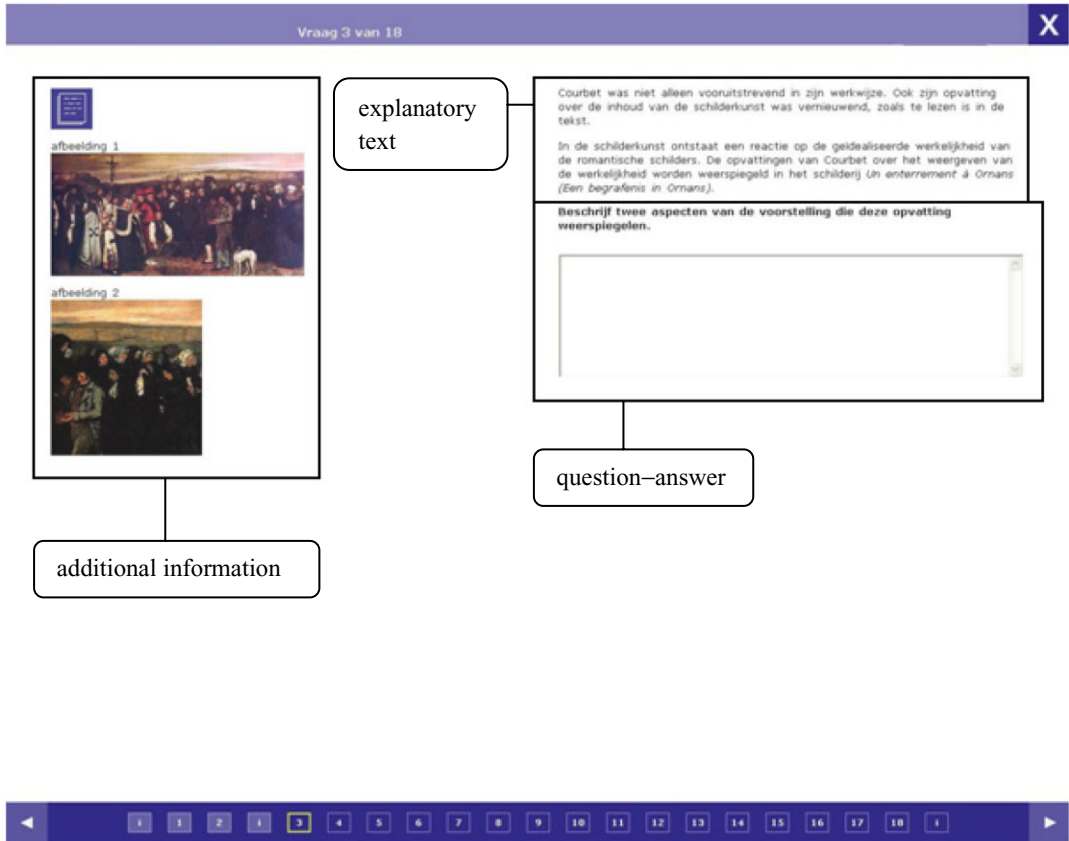 Vraag 3 van 18
X
afbeelding 1
afbeelding 2
additional information
explanatory
text
Courbet was niet alleen vooruitstrevend in zijn werkwijze. Ook zijn opvatting
over de inhoud van de schilderkunst was vernieuwend, zoals te lezen is in de
tekst.
In de schilderkunst ontstaat een reactie op de geïdealiseerde werkelijkheid van
de romantische schilders. De opvattingen van Courbet over het weergeven van
de werkelijkheid worden weerspiegeld in het schilderij Un enterrement á Ornans
(Een begrafenis in Ornans).
Beschrijf twee aspecten van de voorstelling die deze opvatting
weerspiegelen.
question–answer
i 1 2 i 3 4 5 6 7 8 9 10 11 12 13 14 15 16 17 18 i